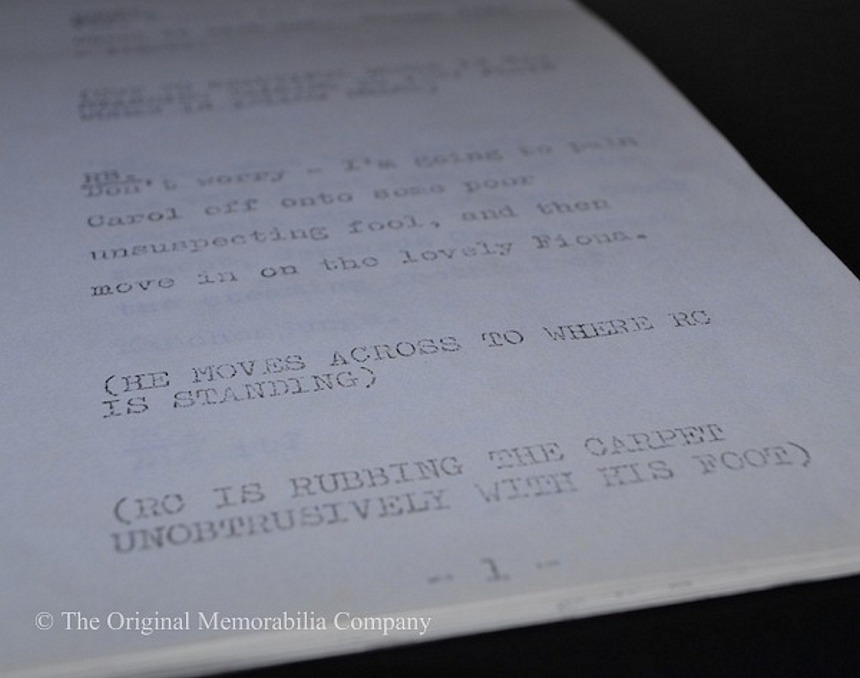 RB.
Don't worry - I'm going to palm
Carol off onto some poor
unsuspecting fool, and then
move in on the lovely Fiona.
(HE MOVES ACROSS TO WHERE RC
IS STANDING)
(RC IS RUBBING THE CARPET
UNOBTRUSIVELY WITH HIS FOOT)
- 1 -
© The Original Memorabilia Company